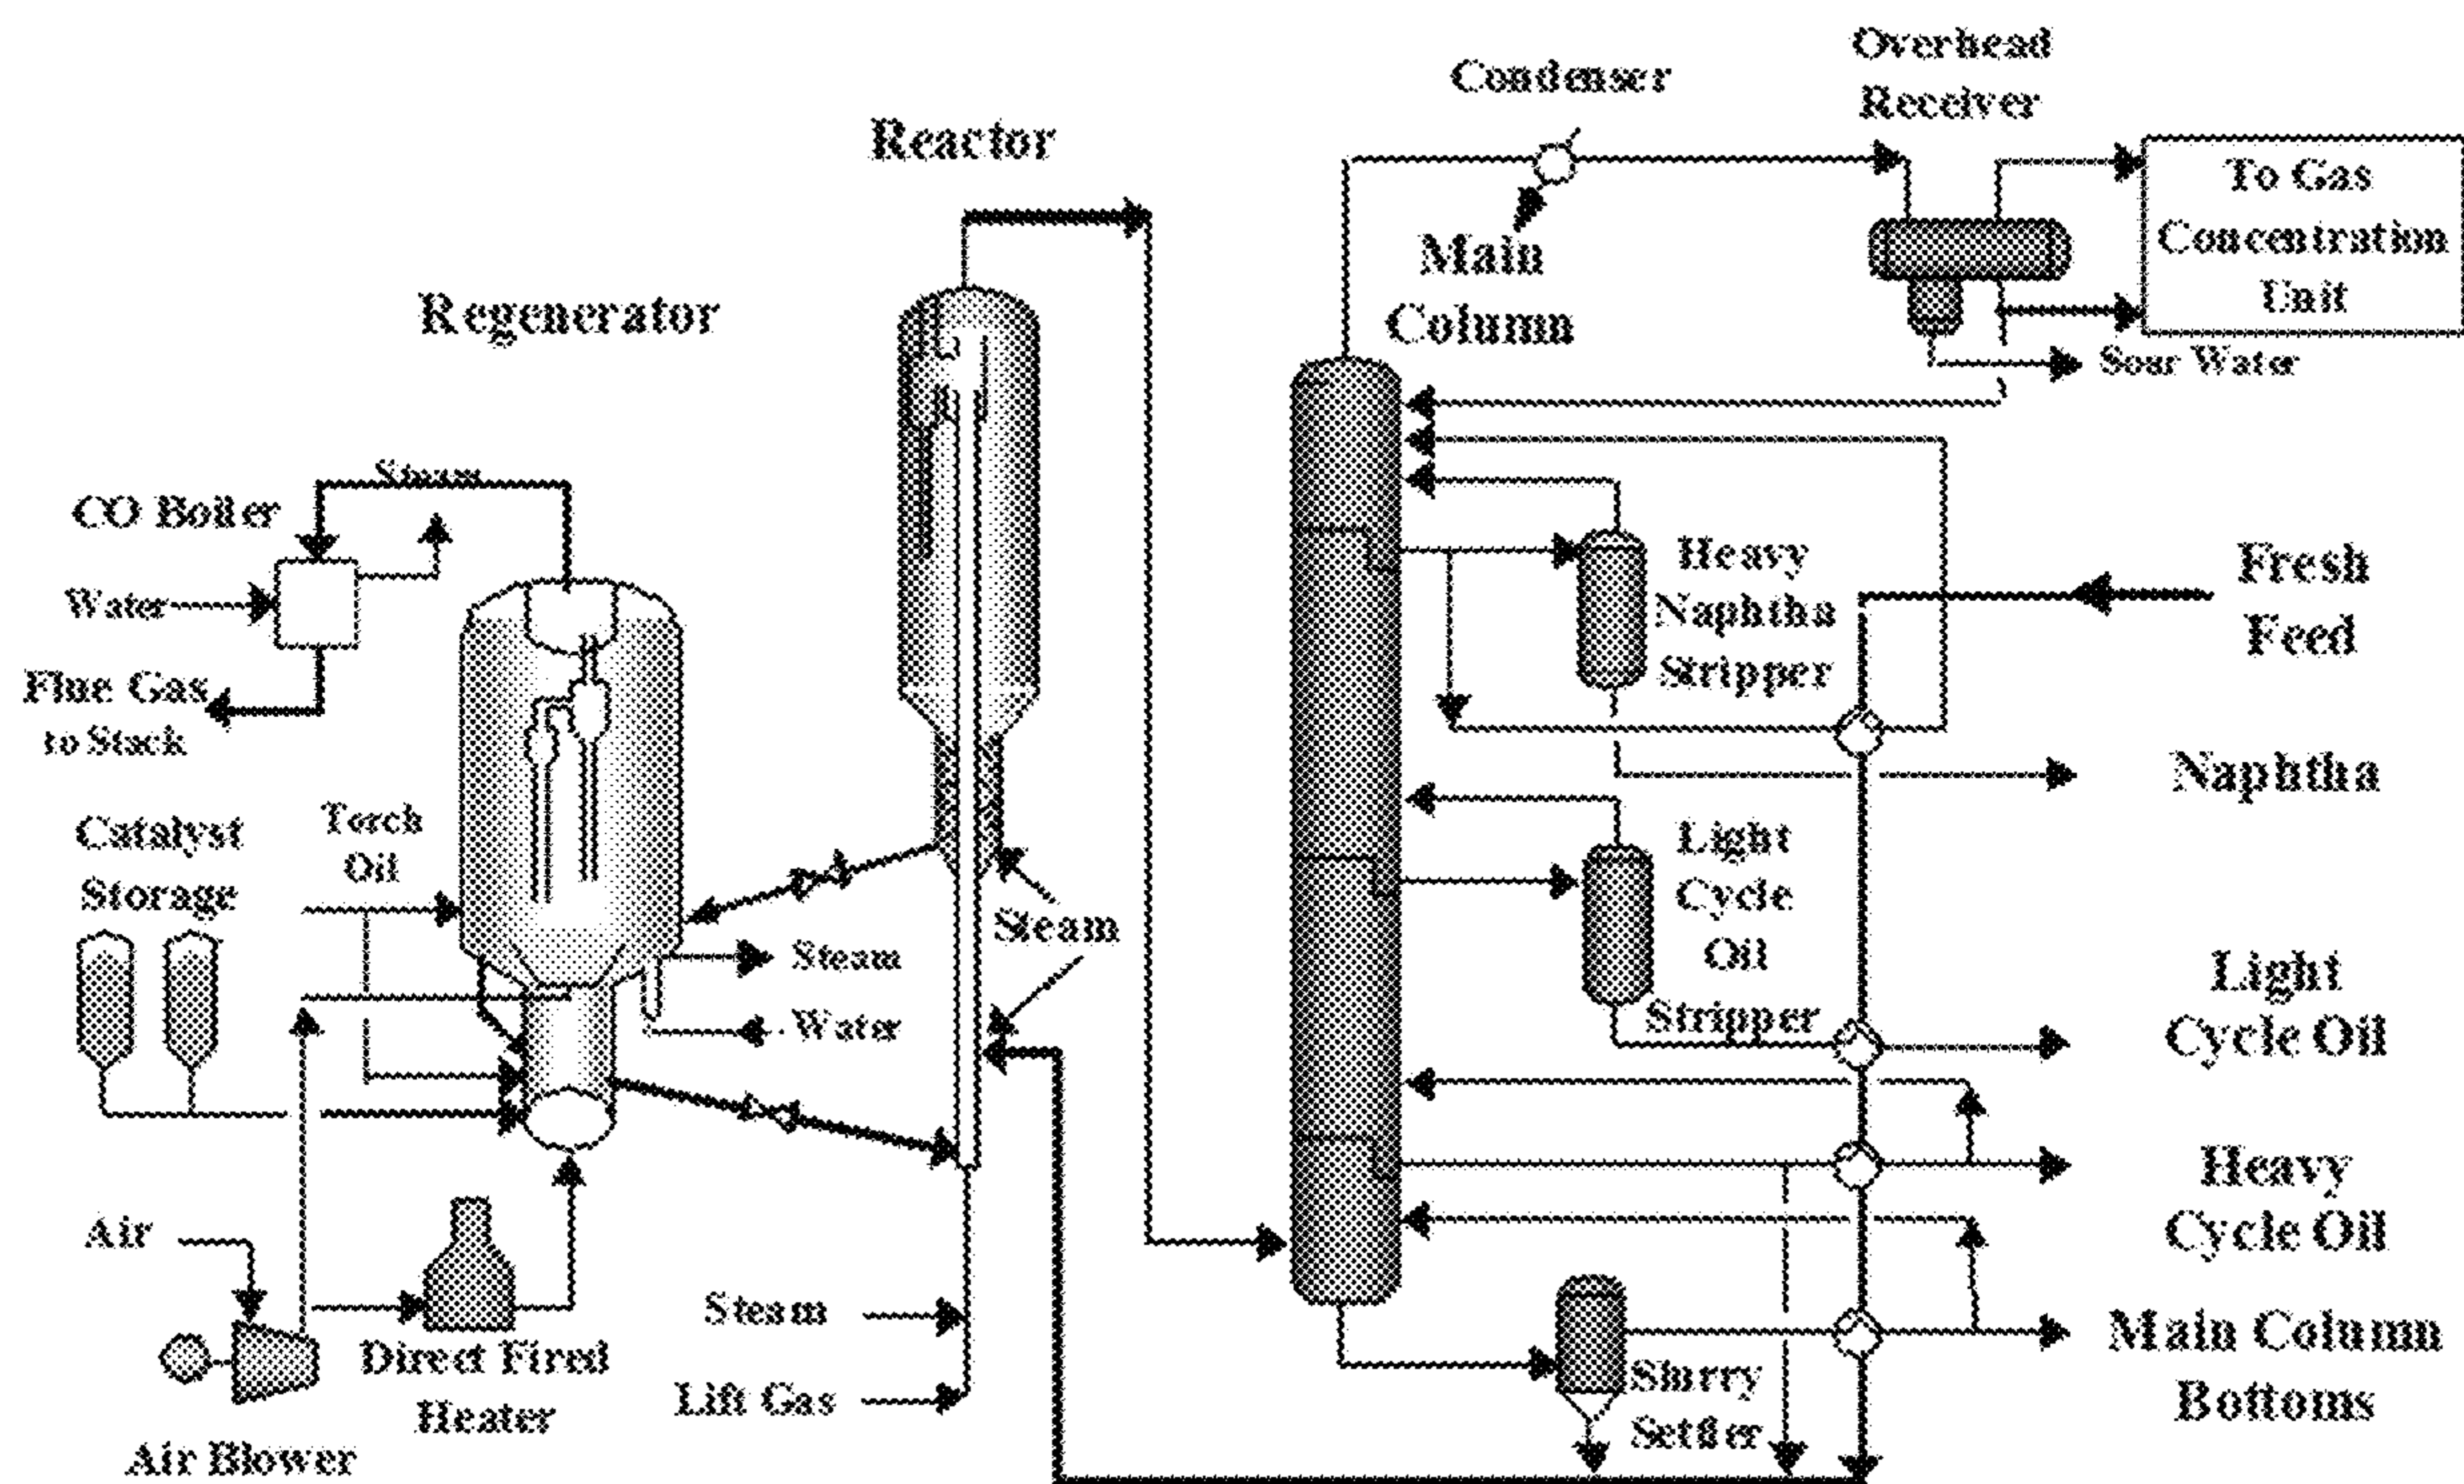 Overhead
Receiver
Condenser
Reactor
To Gas
Concentration
Unit
Main
Column
Regenerator
Sour Water
Steam
CO Boiler
Water
Flue Gas
to Stack
Heavy
Naphtha
Stripper
Fresh
Feed
Naphtha
Catalyst
Storage
Torch
Oil
Light
Cycle
Oil
Stripper
Steam
Steam
Water
Light
Cycle Oil
Heavy
Cycle Oil
Air
Steam
Lift Gas
Direct Fired
Heater
Air Blower
Slurry
Settler
Main Column
Bottoms